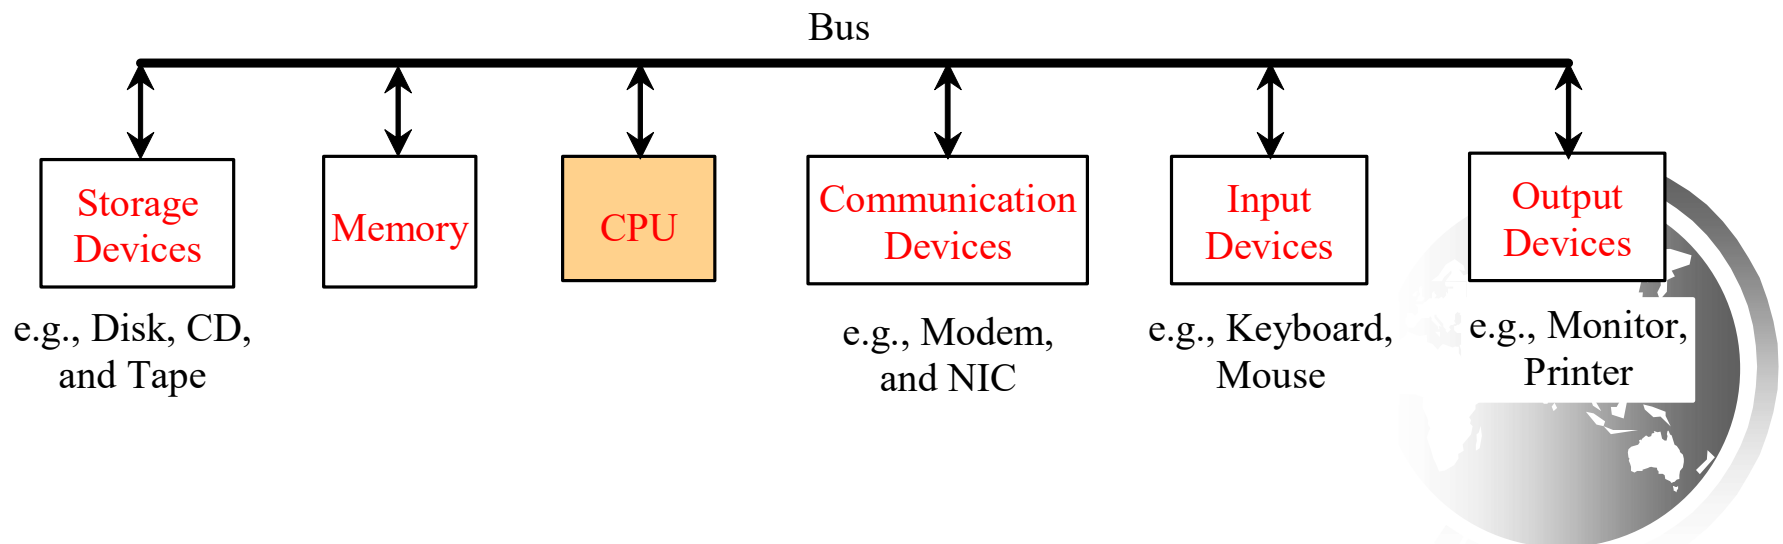 Bus
Storage
Devices
Memory
CPU
Communication
Devices
Input
Devices
Output
Devices
e.g., Disk, CD,
and Tape
e.g., Modem,
and NIC
e.g., Keyboard,
Mouse
e.g., Monitor,
Printer